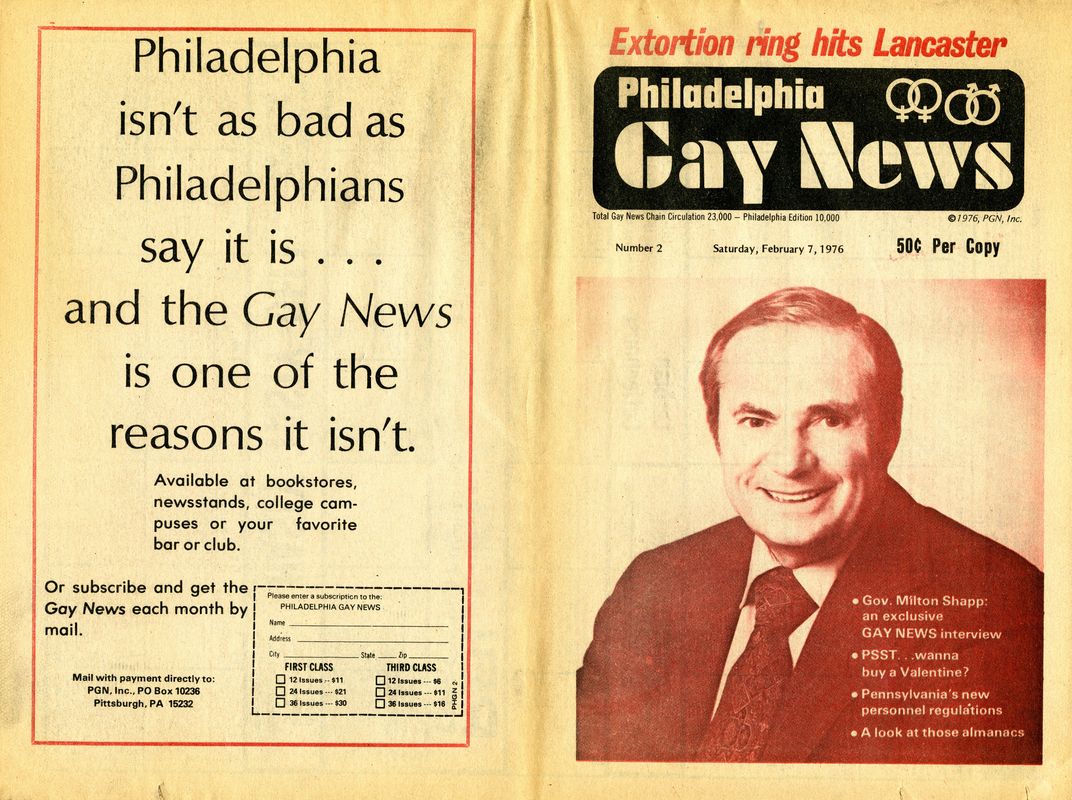 Philadelphia
isn't as bad as
Philadelphians
say it is . . .
and the Gay News
is one of the
reasons it isn't.
Available at bookstores,
newsstands, college cam-
puses or your favorite
bar or club.
Or subscribe and get the
Gay News each month by
mail.
Mail with payment directly to:
PGN, Inc., PO Box 10236
Pittsburgh, PA 15232
Please enter a subscription to the:
PHILADELPHIA GAY NEWS
Name
Address
City State Zip
FIRST CLASS THIRD CLASS
12 Issues -- $11 12 Issues --- $6
24 Issues --- $21 24 Issues --- $11
36 Issues --- $30 36 Issues --- $16
PHGN 2
Extortion ring hits Lancaster
Philadelphia
Gay News
Total Gay News Chain Circulation 23,000 — Philadelphia Edition 10,000 ©1976, PGN, Inc.
Number 2 Saturday, February 7, 1976 50¢ Per Copy
• Gov. Milton Shapp:
an exclusive
GAY NEWS interview
• PSST. . .wanna
buy a Valentine?
• Pennsylvania's new
personnel regulations
• A look at those almanacs